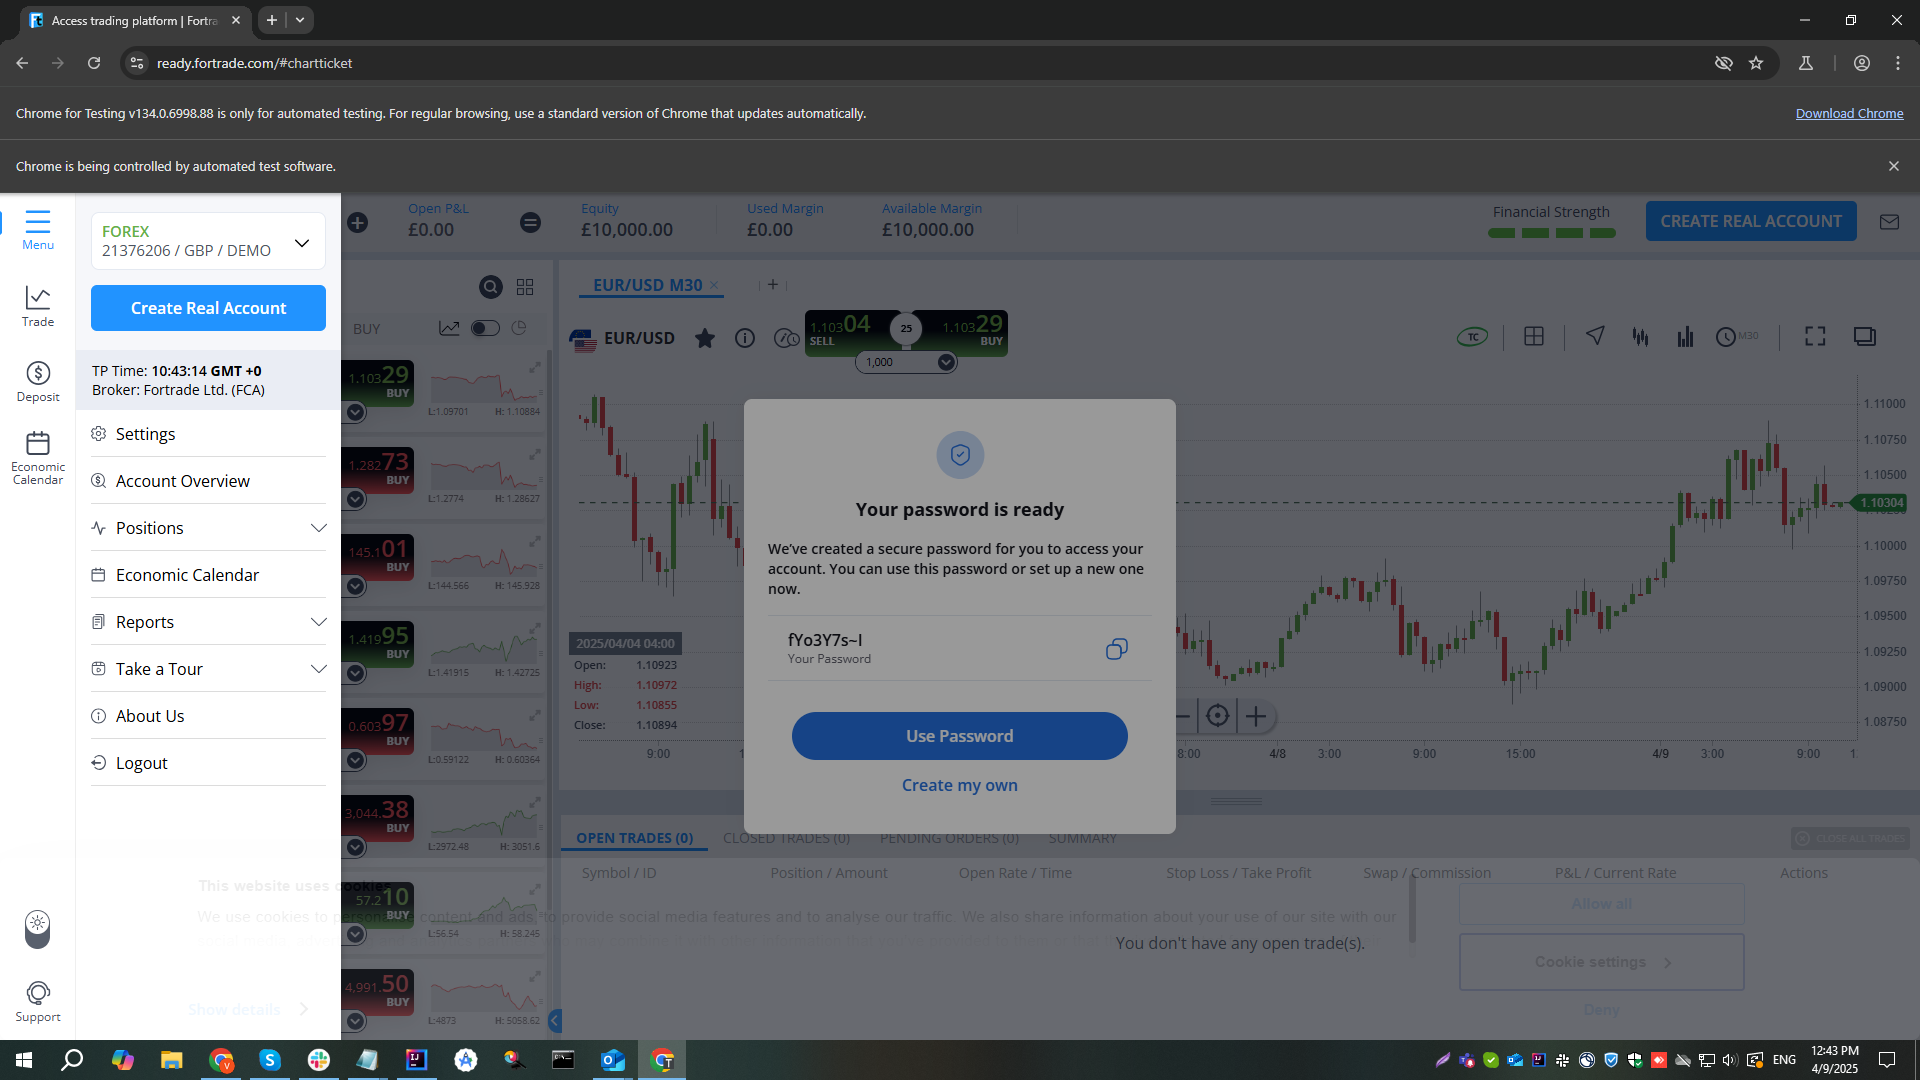 Access trading platform | Fortra
ready.fortrade.com/#chartticket
Chrome for Testing v134.0.6998.88 is only for automated testing. For regular browsing, use a standard version of Chrome that updates automatically.
Download Chrome
Chrome is being controlled by automated test software.
Menu
Trade
Deposit
Economic
Calendar
Support
FOREX
21376206 / GBP / DEMO
Create Real Account
TP Time: 10:43:14 GMT +0
Broker: Fortrade Ltd. (FCA)
Settings
Account Overview
Positions
Economic Calendar
Reports
Take a Tour
About Us
Logout
Open P&L
£0.00
Equity
£10,000.00
Used Margin
£0.00
Available Margin
£10,000.00
Financial Strength
CREATE REAL ACCOUNT
BUY
1.10329
BUY
L:1.09701 H: 1.10884
1.28273
BUY
L:1.2774 H: 1.28627
145.101
BUY
L:144.566 H: 145.928
1.41995
BUY
L:1.41915 H: 1.42725
0.60397
BUY
L:0.59122 H: 0.60364
3,044.38
BUY
L:2972.48 H: 3051.6
57.210
BUY
L:56.54 H: 58.245
4,991.50
BUY
L:4873 H: 5058.62
EUR/USD M30
EUR/USD
1.10304
SELL
25
1.10329
BUY
1,000
TC
M30
1.11000
1.10750
1.10500
1.10304
1.10000
1.09750
1.09500
1.09250
1.09000
1.08750
2025/04/04 04:00
Open: 1.10923
High: 1.10972
Low: 1.10855
Close: 1.10894
9:00
8:00
4/8
3:00
9:00
15:00
4/9
3:00
9:00
1.
Your password is ready
We've created a secure password for you to access your
account. You can use this password or set up a new one
now.
fYo3Y7s~l
Your Password
Use Password
Create my own
OPEN TRADES (0)
CLOSED TRADES (0)
PENDING ORDERS (0)
SUMMARY
CLOSE ALL TRADES
Symbol / ID
Position / Amount
Open Rate / Time
Stop Loss / Take Profit
Swap / Commission
P&L / Current Rate
Actions
You don't have any open trade(s).
This website uses cookies
We use cookies to personalise content and ads, to provide social media features and to analyse our traffic. We also share information about your use of our site with our
Allow all
Cookie settings
Deny
Show details
ENG
12:43 PM
4/9/2025